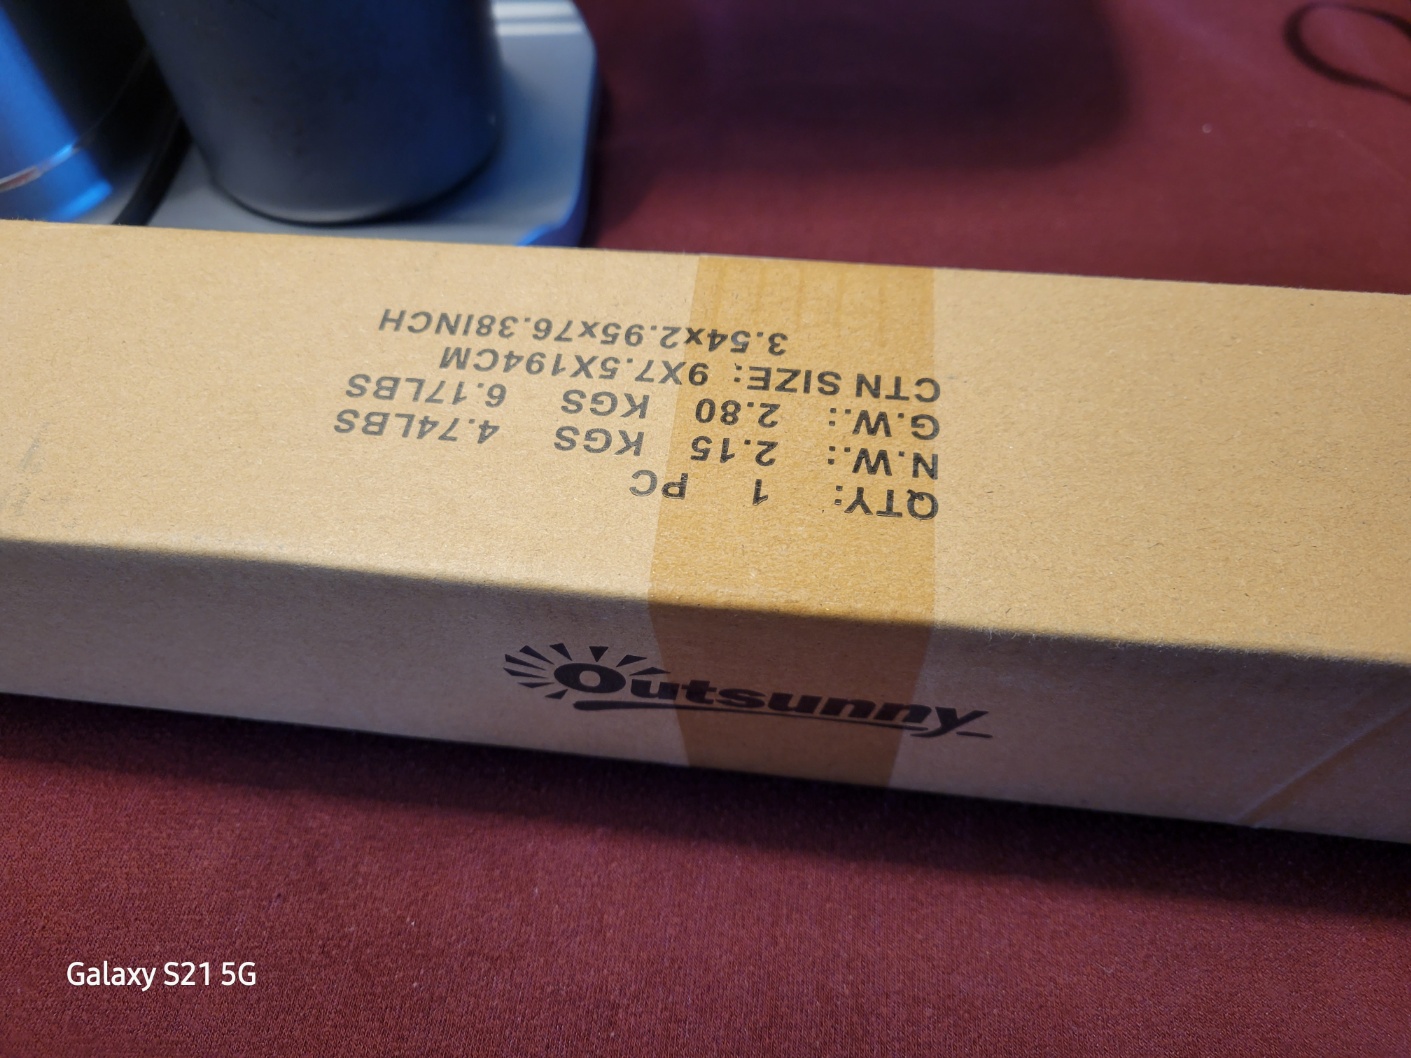 QTY: 1 PC
N.W.: 2.15 KGS 4.74LBS
G.W.: 2.80 KGS 6.17LBS
CTN SIZE: 9X7.5X194CM
3.54x2.95x76.38INCH
Outsunny
Galaxy S21 5G